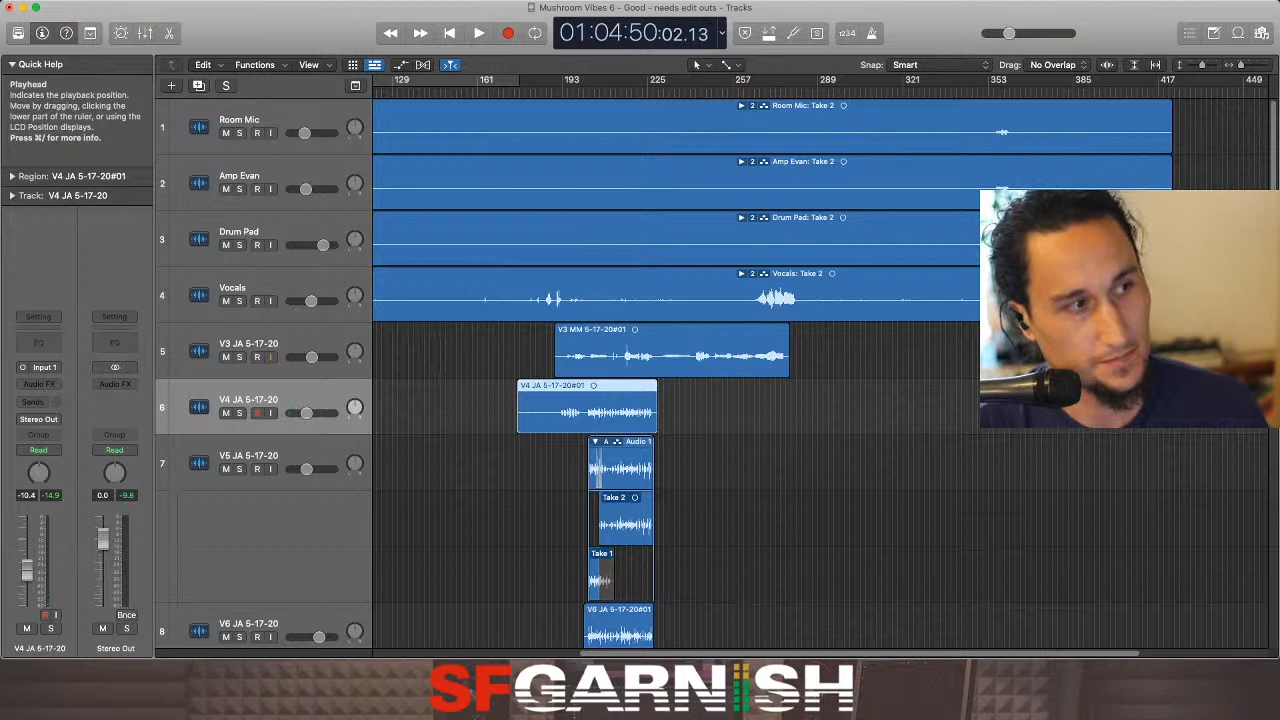 Mushroom Vibes 6 - Good - needs edit outs - Tracks
01:04:50:02.13
1234
Quick Help
Edit
Functions
View
Snap: Smart
Drag: No Overlap
129 161 193 225 257 289 321 353 385 417 449
Playhead
Indicates the playback position.
Move by dragging, clicking the
lower part of the ruler, or using the
LCD Position displays.
Press ⌘/ for more info.
Region: V4 JA 5-17-20#01
Track: V4 JA 5-17-20
S
1
Room Mic
M S R I
2 Room Mic: Take 2
2
Amp Evan
M S R I
2 Amp Evan: Take 2
3
Drum Pad
M S R I
2 Drum Pad: Take 2
4
Vocals
M S R I
2 Vocals: Take 2
5
V3 JA 5-17-20
M S R I
V3 MM 5-17-20#01
6
V4 JA 5-17-20
M S R I
V4 JA 5-17-20#01
7
V5 JA 5-17-20
M S R I
A Audio 1
Take 2
Take 1
8
V6 JA 5-17-20
M S R I
V6 JA 5-17-20#01
Setting Setting
EQ EQ
Input 1
Audio FX Audio FX
Sends
Stereo Out
Group Group
Read Read
-10.4 -14.9 0.0 -9.8
R I Bnce
M S M S
V4 JA 5-17-20 Stereo Out
SFGARNISH